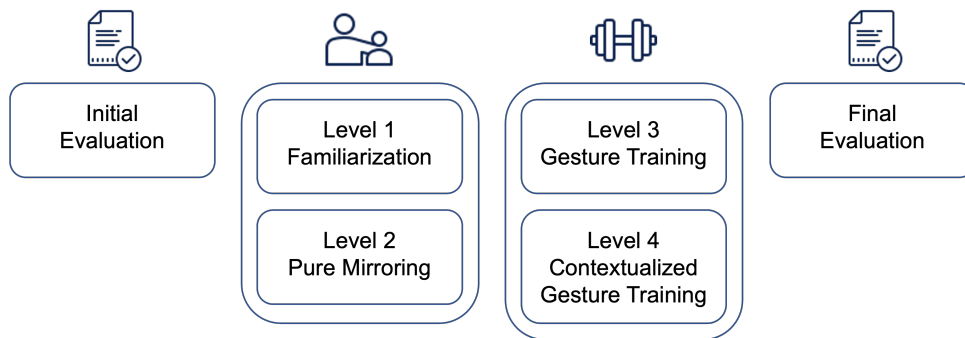 Initial
Evaluation
Level 1
Familiarization
Level 2
Pure Mirroring
Level 3
Gesture Training
Level 4
Contextualized
Gesture Training
Final
Evaluation